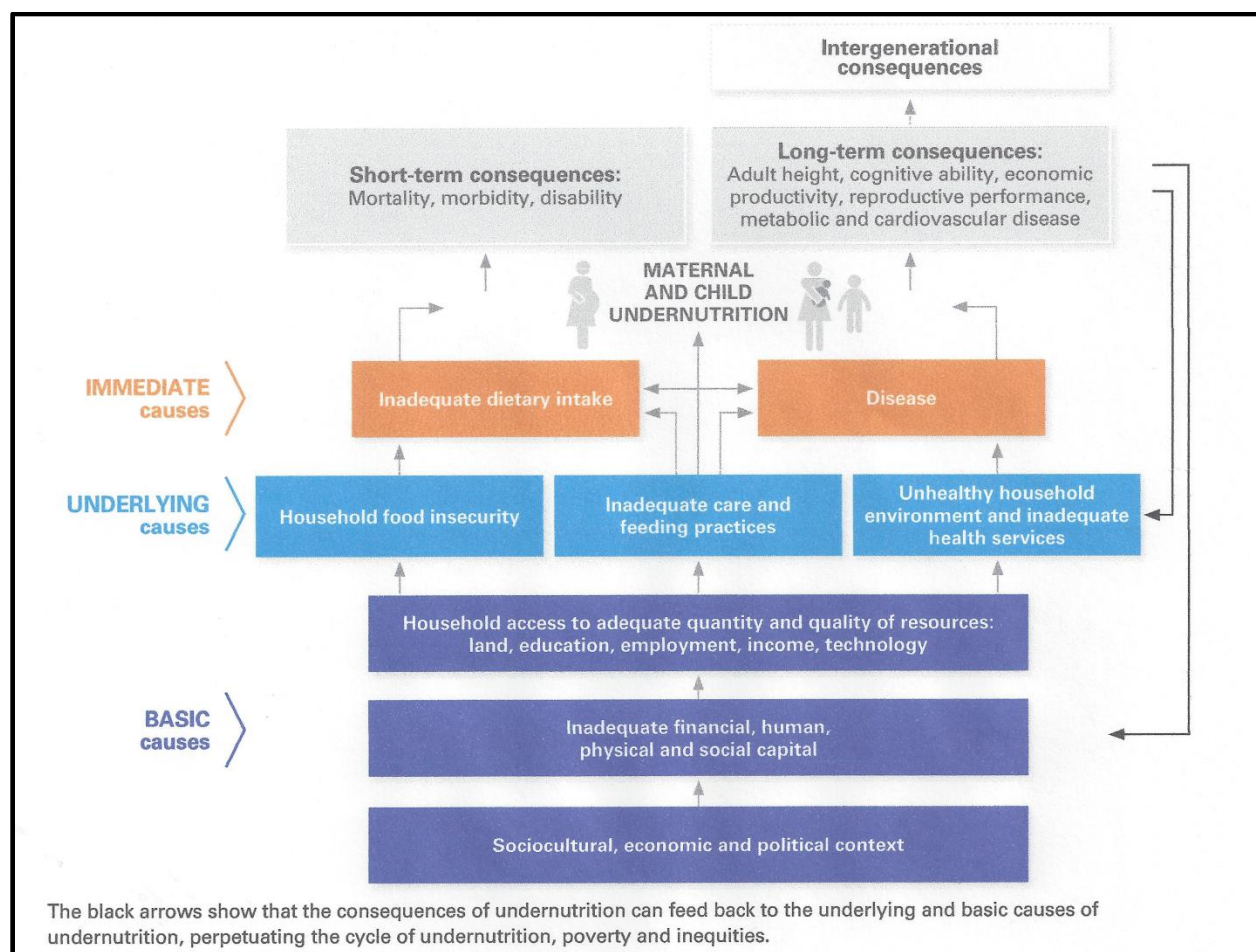 Intergenerational
consequences
Short-term consequences:
Mortality, morbidity, disability
Long-term consequences:
Adult height, cognitive ability, economic
productivity, reproductive performance,
metabolic and cardiovascular disease
MATERNAL
AND CHILD
UNDERNUTRITION
IMMEDIATE
causes
Inadequate dietary intake
Disease
UNDERLYING
causes
Household food insecurity
Inadequate care and
feeding practices
Unhealthy household
environment and inadequate
health services
Household access to adequate quantity and quality of resources:
land, education, employment, income, technology
BASIC
causes
Inadequate financial, human,
physical and social capital
Sociocultural, economic and political context
The black arrows show that the consequences of undernutrition can feed back to the underlying and basic causes of
undernutrition, perpetuating the cycle of undernutrition, poverty and inequities.